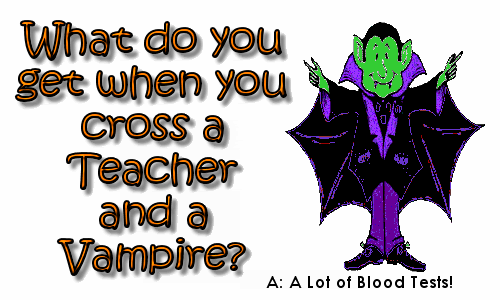 What do you
get when you
cross a
Teacher
and a
Vampire?
A: A Lot of Blood Tests!